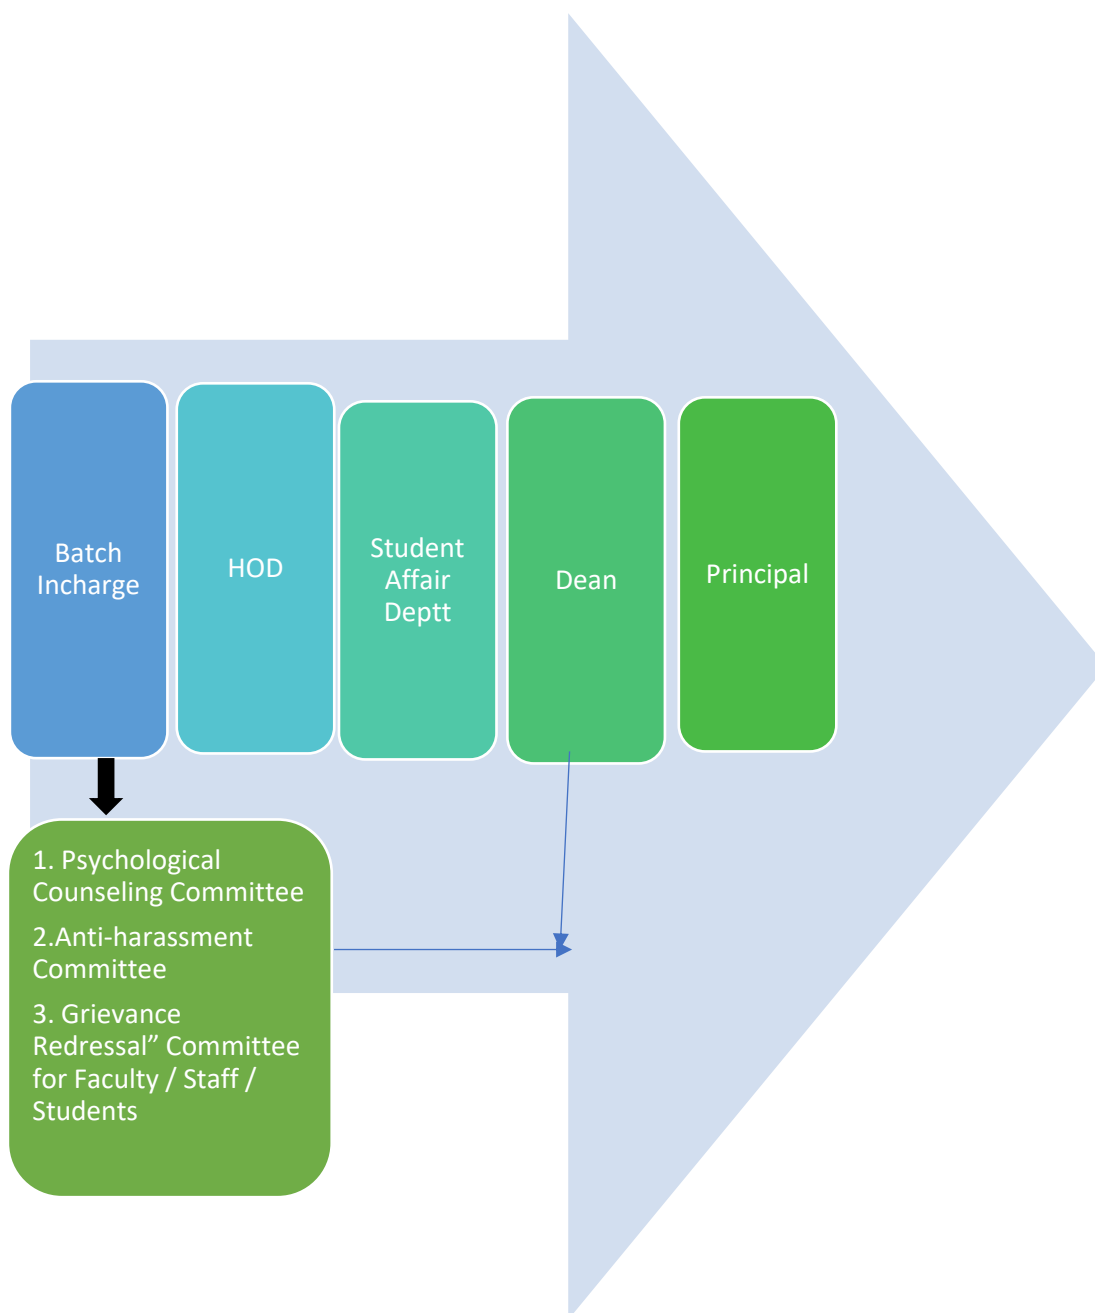 Batch
Incharge
HOD
Student
Affair
Deptt
Dean
Principal
1. Psychological
Counseling Committee
2.Anti-harassment
Committee
3. Grievance
Redressal” Committee
for Faculty / Staff /
Students